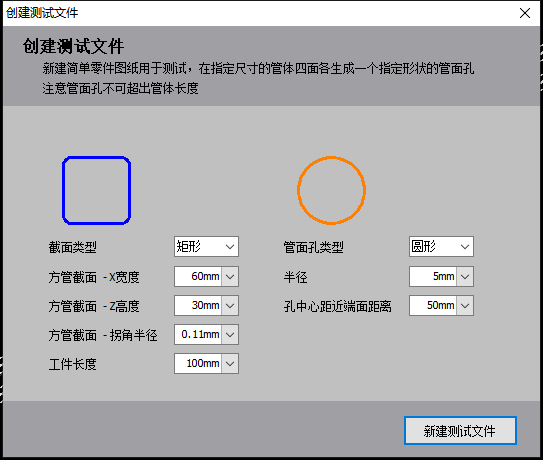 创建测试文件
创建测试文件
新建简单零件图纸用于测试，在指定尺寸的管体四面各生成一个指定形状的管面孔
注意管面孔不可超出管体长度
截面类型 矩形 管面孔类型 圆形
方管截面 -X宽度 60mm 半径 5mm
方管截面 -Z高度 30mm 孔中心距近端面距离 50mm
方管截面 -拐角半径 0.11mm
工件长度 100mm
新建测试文件